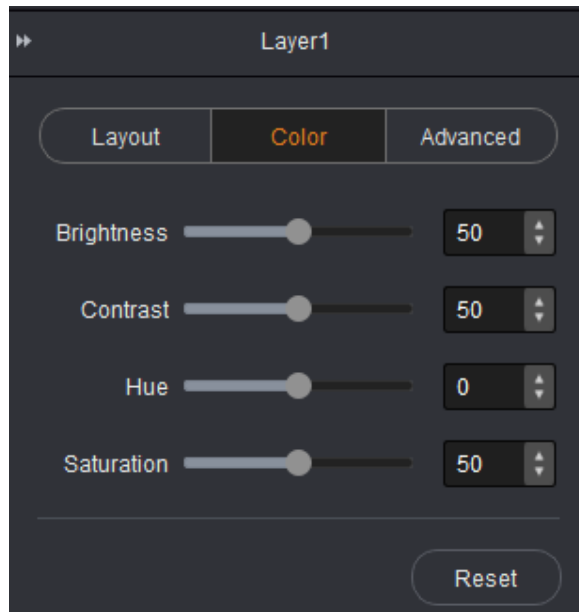 Layer1
Layout Color Advanced
Brightness 50
Contrast 50
Hue 0
Saturation 50
Reset